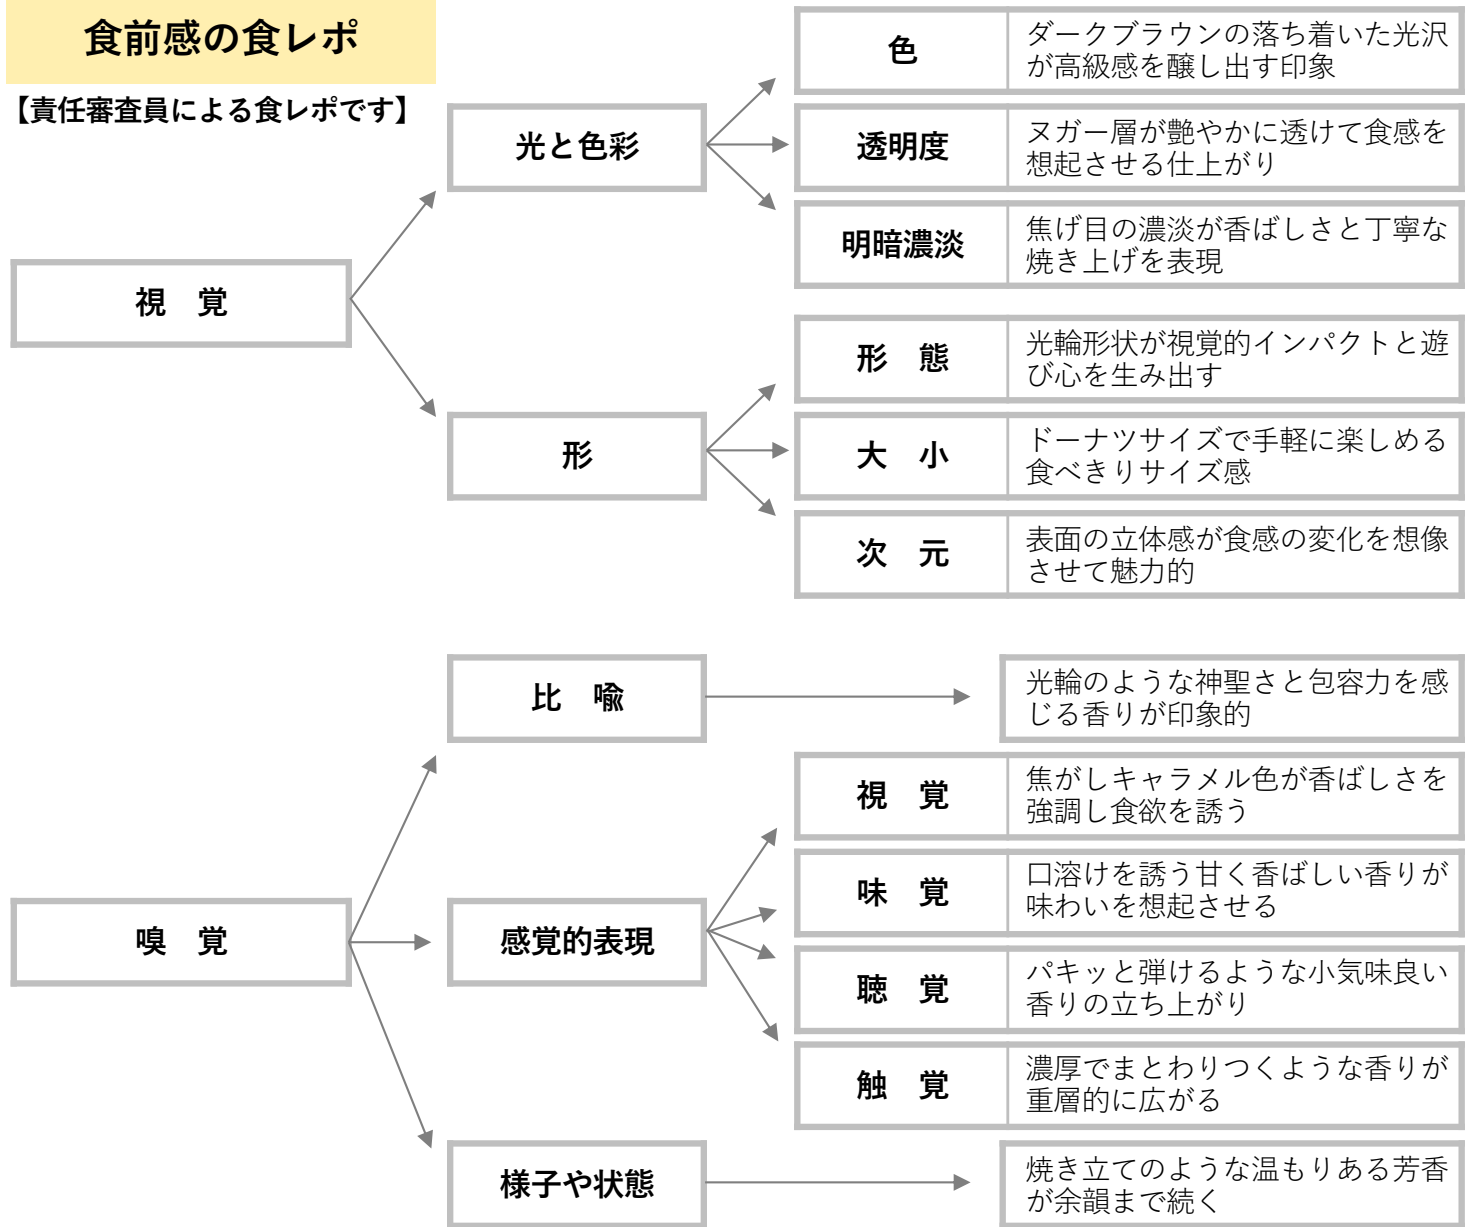 食前感の食レポ
【責任審査員による食レポです】
視　覚
光と色彩
色
ダークブラウンの落ち着いた光沢
が高級感を醸し出す印象
透明度
ヌガー層が艶やかに透けて食感を
想起させる仕上がり
明暗濃淡
焦げ目の濃淡が香ばしさと丁寧な
焼き上げを表現
形
形　態
光輪形状が視覚的インパクトと遊
び心を生み出す
大　小
ドーナツサイズで手軽に楽しめる
食べきりサイズ感
次　元
表面の立体感が食感の変化を想像
させて魅力的
嗅　覚
比　喩
光輪のような神聖さと包容力を感
じる香りが印象的
感覚的表現
視　覚
焦がしキャラメル色が香ばしさを
強調し食欲を誘う
味　覚
口溶けを誘う甘く香ばしい香りが
味わいを想起させる
聴　覚
パキッと弾けるような小気味良い
香りの立ち上がり
触　覚
濃厚でまとわりつくような香りが
重層的に広がる
様子や状態
焼き立てのような温もりある芳香
が余韻まで続く